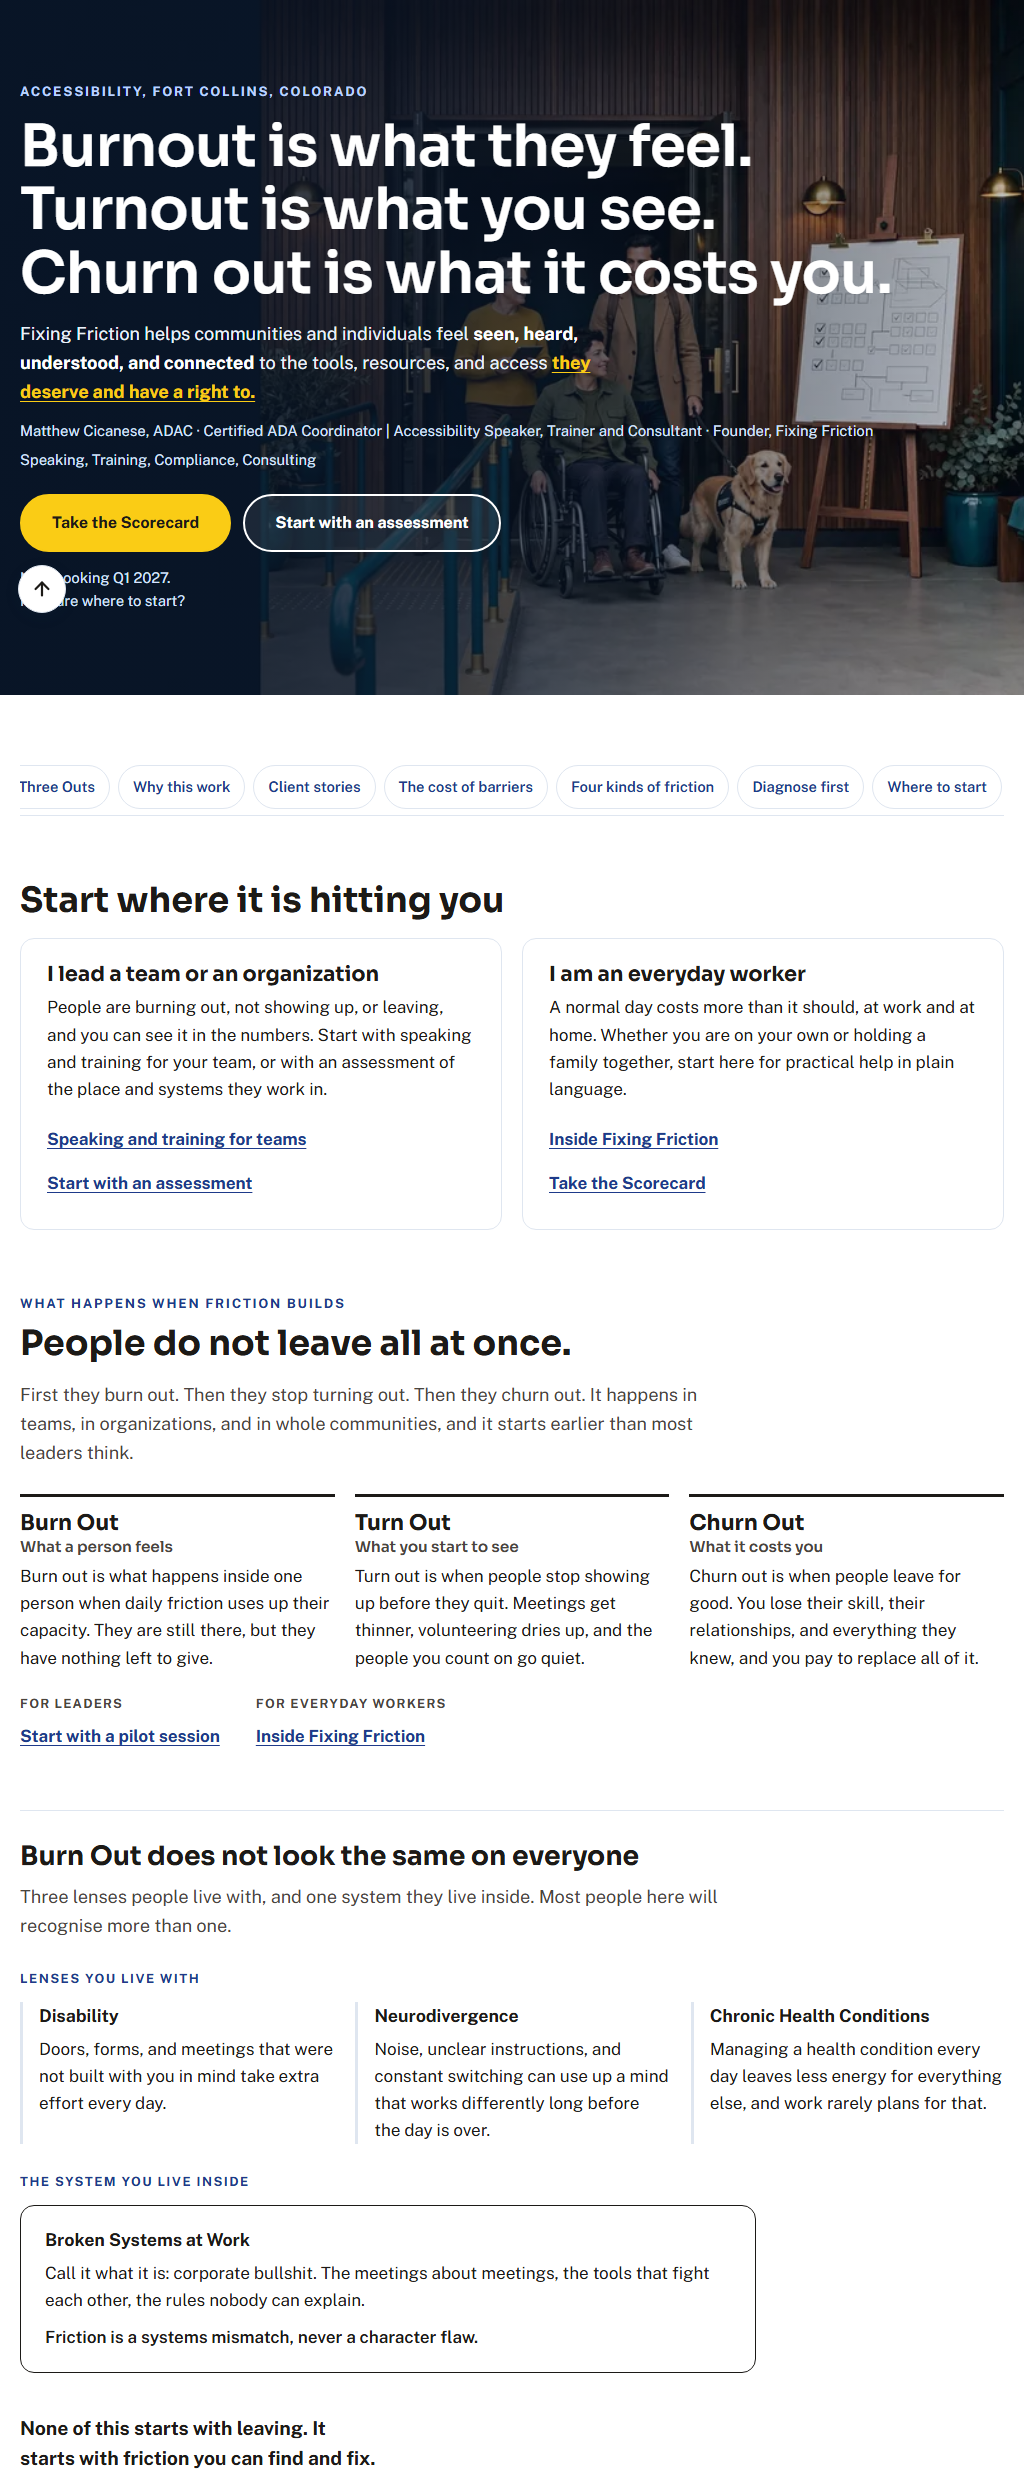 ACCESSIBILITY, FORT COLLINS, COLORADO
Burnout is what they feel.
Turnout is what you see.
Churn out is what it costs you.
Fixing Friction helps communities and individuals feel seen, heard,
understood, and connected to the tools, resources, and access they
deserve and have a right to.
Matthew Cicanese, ADAC · Certified ADA Coordinator | Accessibility Speaker, Trainer and Consultant · Founder, Fixing Friction
Speaking, Training, Compliance, Consulting
Take the Scorecard
Start with an assessment
Q1 2027.
where to start?
Three Outs
Why this work
Client stories
The cost of barriers
Four kinds of friction
Diagnose first
Where to start
Start where it is hitting you
I lead a team or an organization
People are burning out, not showing up, or leaving,
and you can see it in the numbers. Start with speaking
and training for your team, or with an assessment of
the place and systems they work in.
Speaking and training for teams
Start with an assessment
I am an everyday worker
A normal day costs more than it should, at work and at
home. Whether you are on your own or holding a
family together, start here for practical help in plain
language.
Inside Fixing Friction
Take the Scorecard
WHAT HAPPENS WHEN FRICTION BUILDS
People do not leave all at once.
First they burn out. Then they stop turning out. Then they churn out. It happens in
teams, in organizations, and in whole communities, and it starts earlier than most
leaders think.
Burn Out
What a person feels
Burn out is what happens inside one
person when daily friction uses up their
capacity. They are still there, but they
have nothing left to give.
Turn Out
What you start to see
Turn out is when people stop showing
up before they quit. Meetings get
thinner, volunteering dries up, and the
people you count on go quiet.
Churn Out
What it costs you
Churn out is when people leave for
good. You lose their skill, their
relationships, and everything they
knew, and you pay to replace all of it.
FOR LEADERS
Start with a pilot session
FOR EVERYDAY WORKERS
Inside Fixing Friction
Burn Out does not look the same on everyone
Three lenses people live with, and one system they live inside. Most people here will
recognise more than one.
LENSES YOU LIVE WITH
Disability
Doors, forms, and meetings that were
not built with you in mind take extra
effort every day.
Neurodivergence
Noise, unclear instructions, and
constant switching can use up a mind
that works differently long before
the day is over.
Chronic Health Conditions
Managing a health condition every
day leaves less energy for everything
else, and work rarely plans for that.
THE SYSTEM YOU LIVE INSIDE
Broken Systems at Work
Call it what it is: corporate bullshit. The meetings about meetings, the tools that fight
each other, the rules nobody can explain.
Friction is a systems mismatch, never a character flaw.
None of this starts with leaving. It
starts with friction you can find and fix.